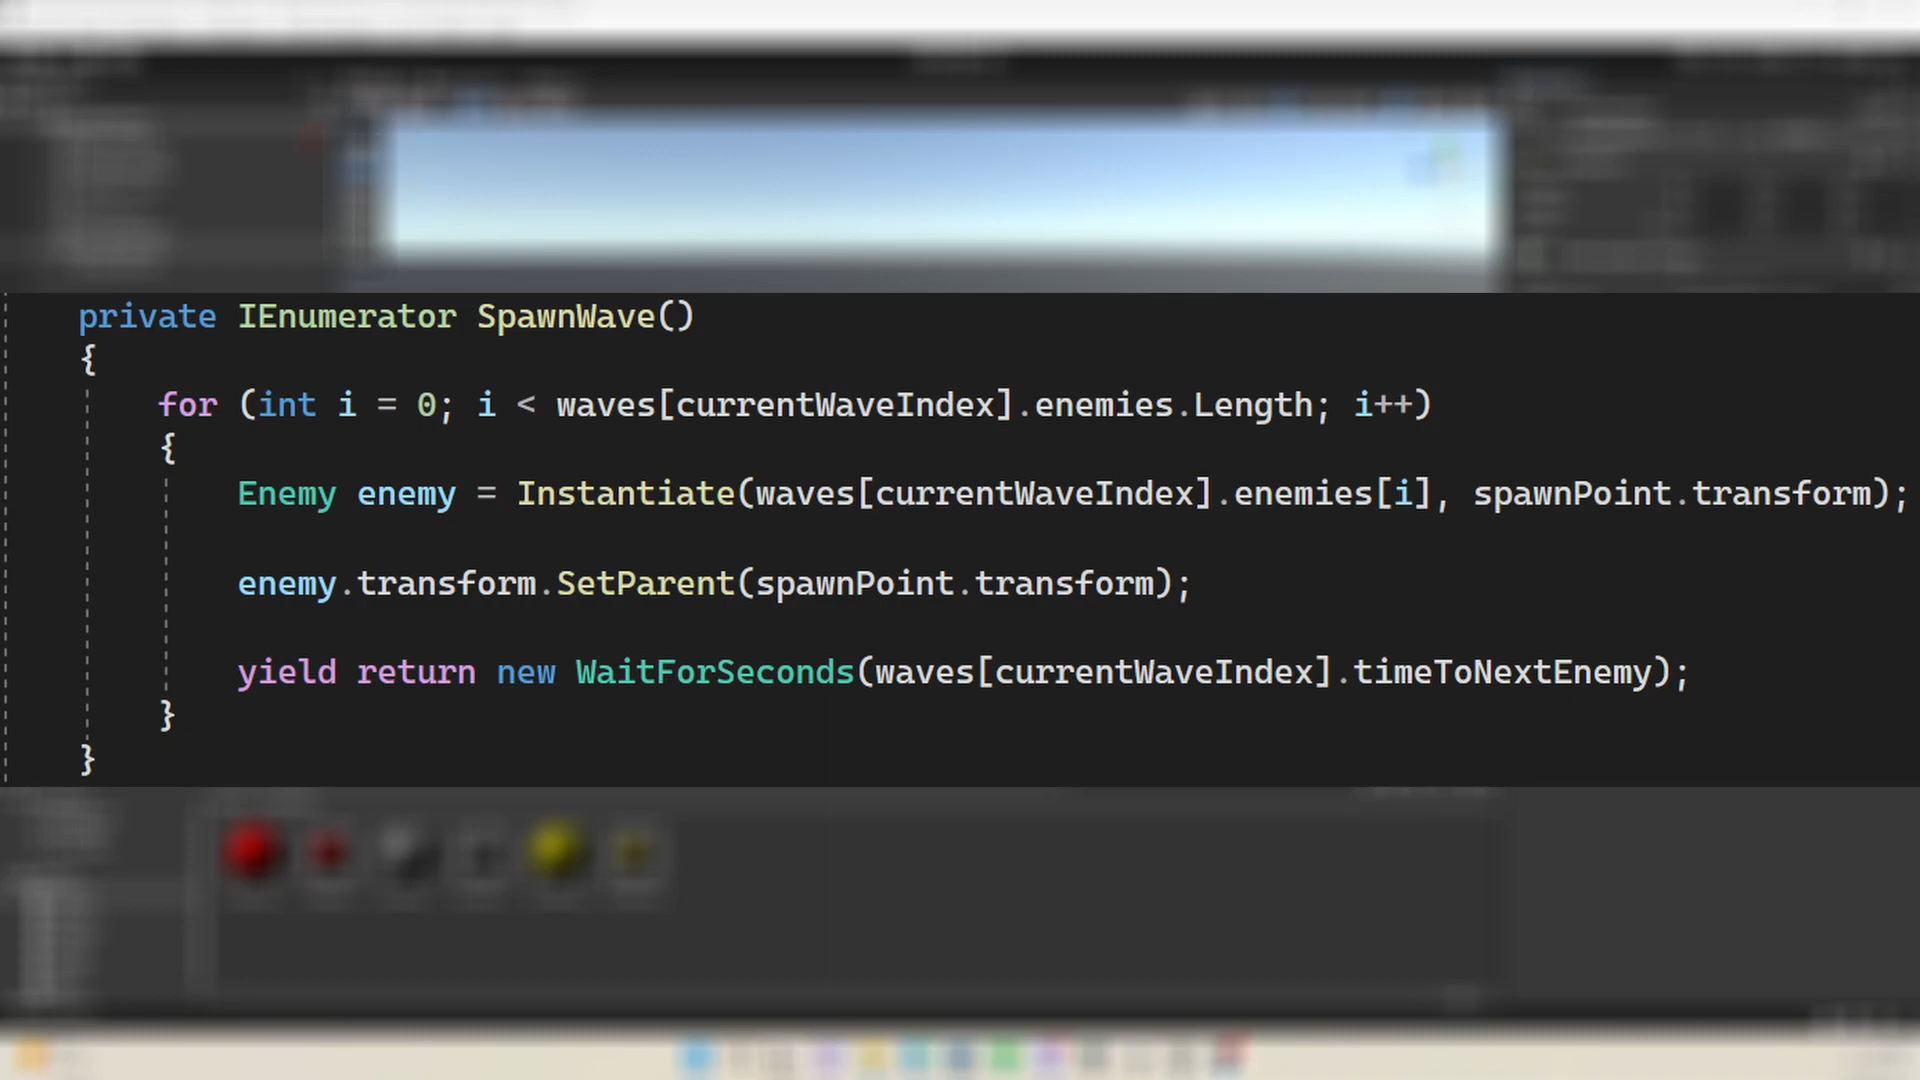 private IEnumerator SpawnWave()
{
for (int i = 0; i < waves[currentWaveIndex].enemies.Length; i++)
{
Enemy enemy = Instantiate(waves[currentWaveIndex].enemies[i], spawnPoint.transform);
enemy.transform.SetParent(spawnPoint.transform);
yield return new WaitForSeconds(waves[currentWaveIndex].timeToNextEnemy);
}
}